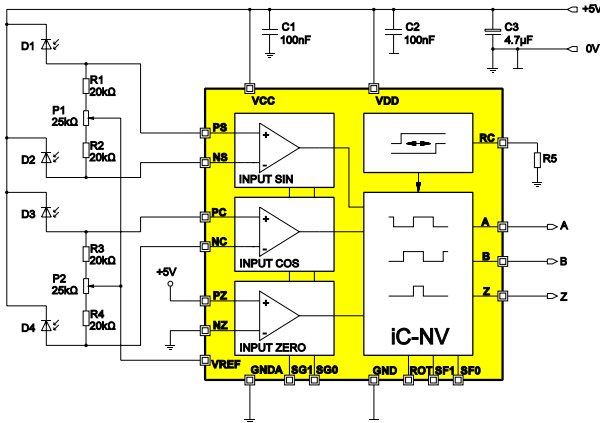 +5V
C1
100nF
C2
100nF
C3
4.7µF
0V
D1
R1
20kΩ
P1
25kΩ
R2
20kΩ
D2
D3
R3
20kΩ
P2
25kΩ
R4
20kΩ
D4
+5V
VCC
VDD
PS
NS
INPUT SIN
PC
NC
INPUT COS
PZ
NZ
INPUT ZERO
VREF
+
-
+
-
+
-
RC
R5
A
A
B
B
Z
Z
iC-NV
GNDA
SG1
SG0
GND
ROT
SF1
SF0